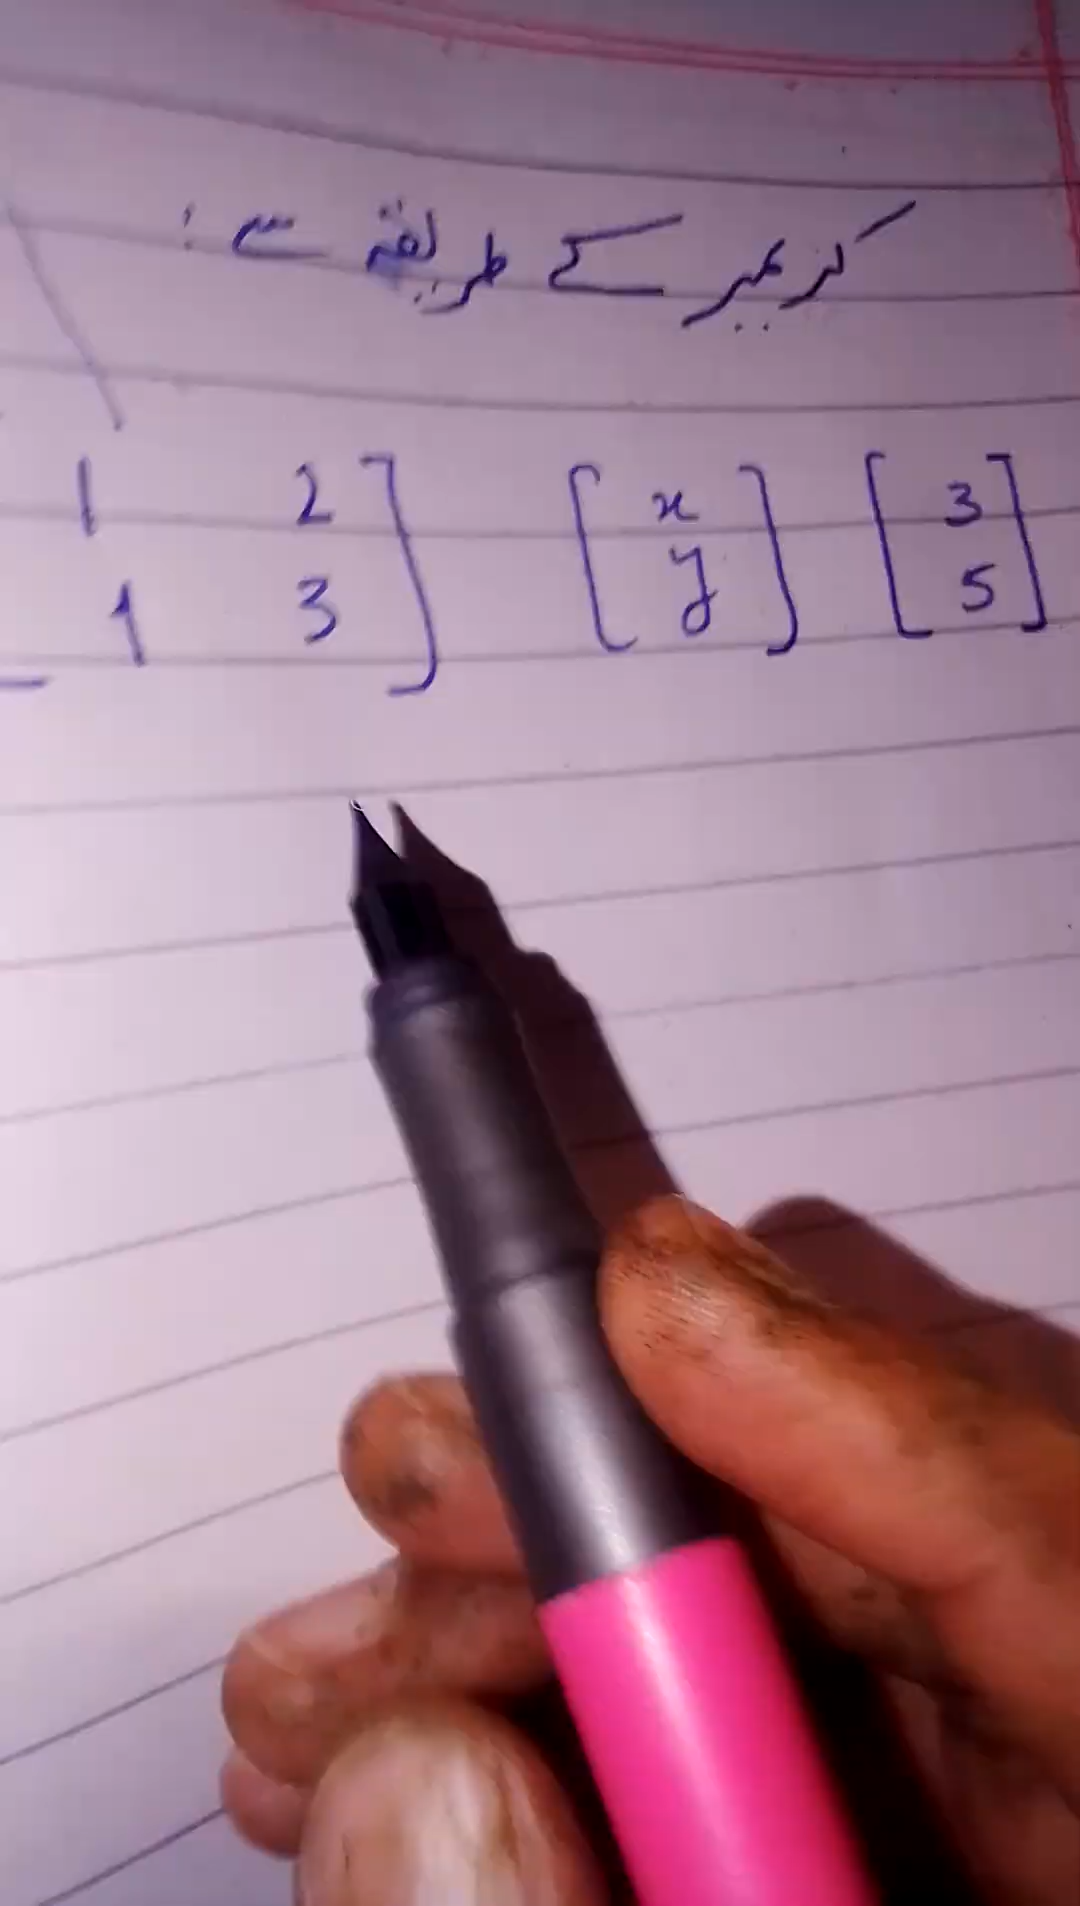 کریمر کے طریقہ سے :
1 2] [x] [3]
1 3] [y] [5]